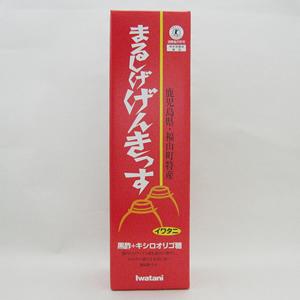 まるしげ
げんきっす
鹿児島県・福山町特産
イワタニ
黒酢+キシロオリゴ糖
Iwatani